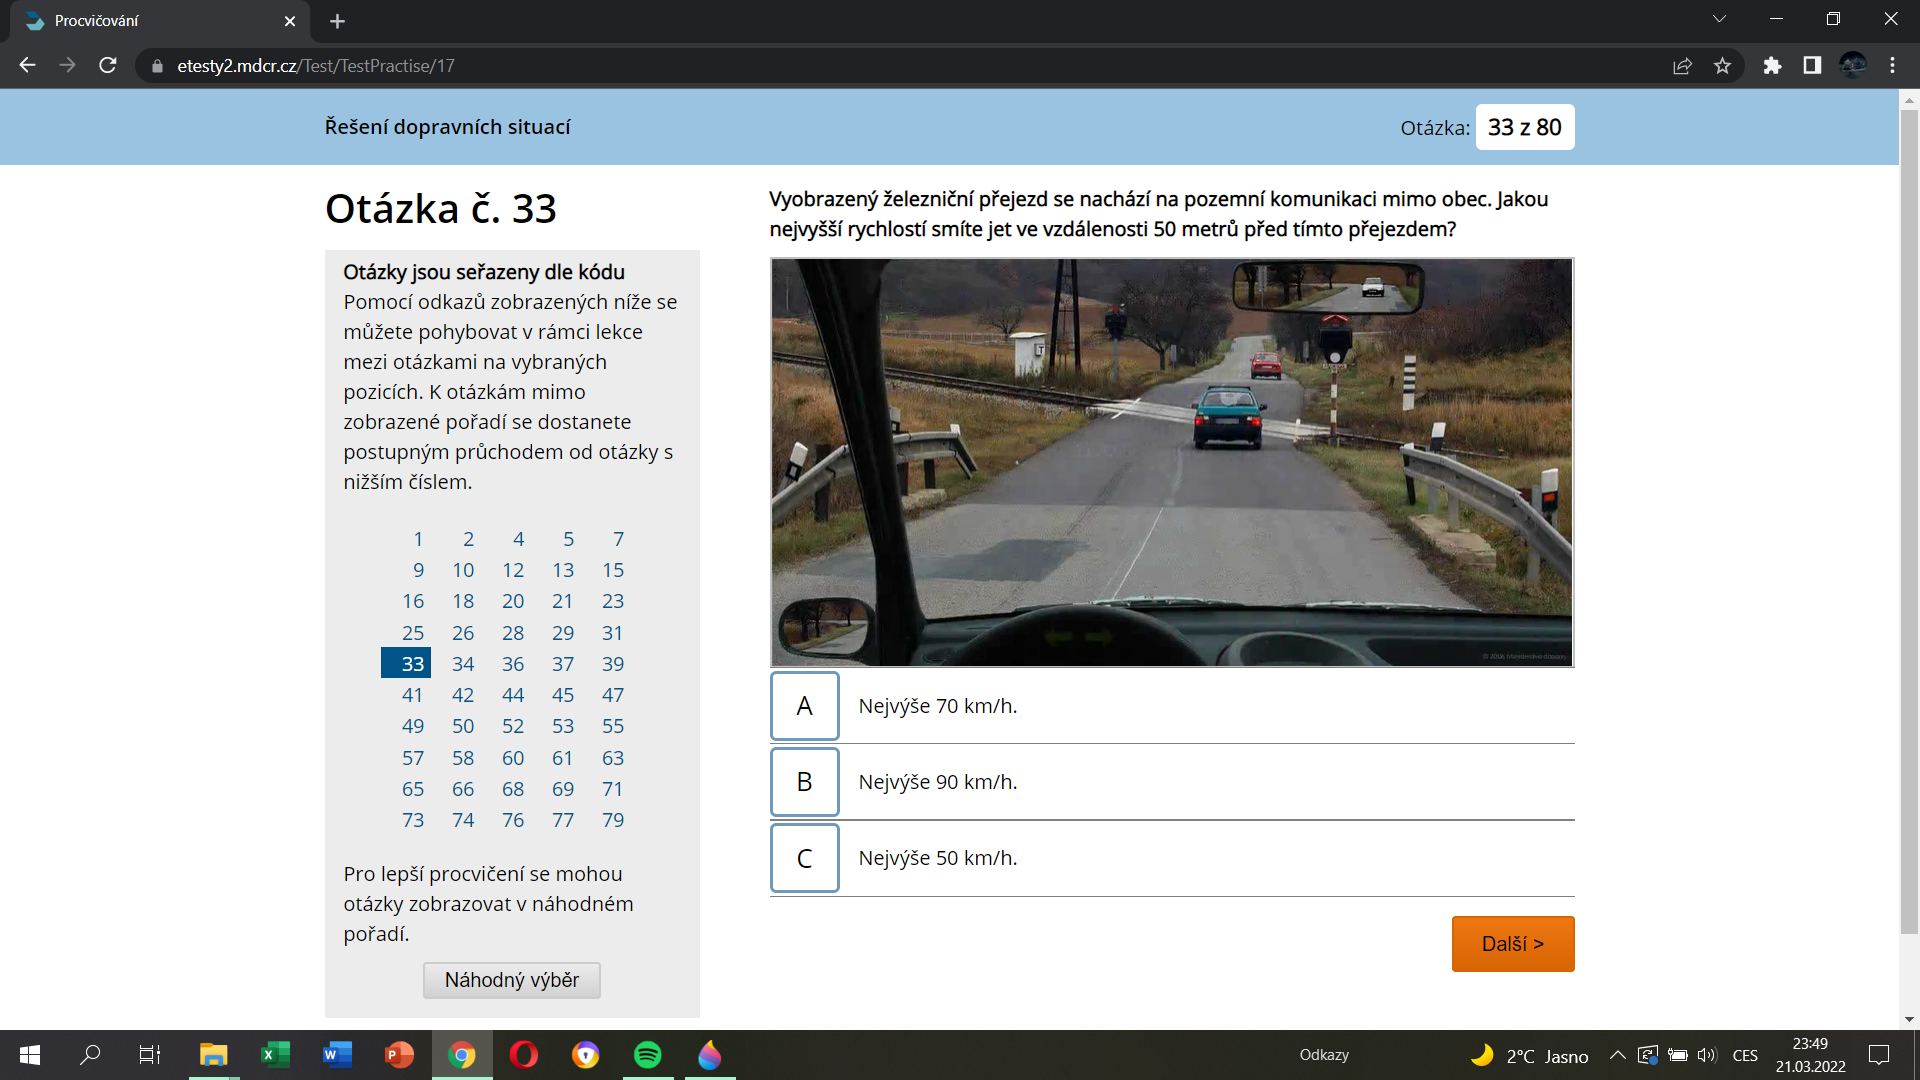 Procvičování
etesty2.mdcr.cz/Test/TestPractise/17
Řešení dopravních situací
Otázka: 33 z 80
Otázka č. 33
Otázky jsou seřazeny dle kódu
Pomocí odkazů zobrazených níže se
můžete pohybovat v rámci lekce
mezi otázkami na vybraných
pozicích. K otázkám mimo
zobrazené pořadí se dostanete
postupným průchodem od otázky s
nižším číslem.
1 2 4 5 7
9 10 12 13 15
16 18 20 21 23
25 26 28 29 31
33 34 36 37 39
41 42 44 45 47
49 50 52 53 55
57 58 60 61 63
65 66 68 69 71
73 74 76 77 79
Pro lepší procvičení se mohou
otázky zobrazovat v náhodném
pořadí.
Náhodný výběr
Vyobrazený železniční přejezd se nachází na pozemní komunikaci mimo obec. Jakou
nejvyšší rychlostí smíte jet ve vzdálenosti 50 metrů před tímto přejezdem?
T
© 2006 Ministerstvo dopravy
A Nejvýše 70 km/h.
B Nejvýše 90 km/h.
C Nejvýše 50 km/h.
Další >
Odkazy
2°C Jasno
CES
23:49
21.03.2022